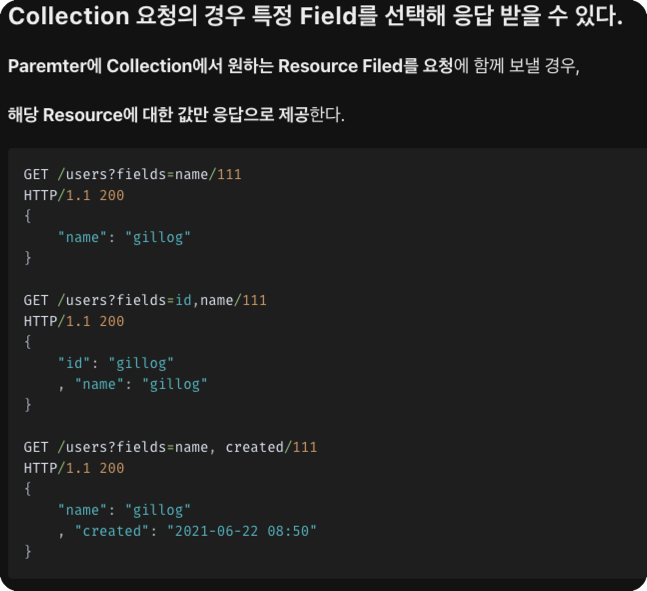 Collection 요청의 경우 특정 Field를 선택해 응답 받을 수 있다.
Paremter에 Collection에서 원하는 Resource Filed를 요청에 함께 보낼 경우,
해당 Resource에 대한 값만 응답으로 제공한다.
GET /users?fields=name/111
HTTP/1.1 200
{
    "name": "gillog"
}
GET /users?fields=id,name/111
HTTP/1.1 200
{
    "id": "gillog"
    , "name": "gillog"
}
GET /users?fields=name, created/111
HTTP/1.1 200
{
    "name": "gillog"
    , "created": "2021-06-22 08:50"
}